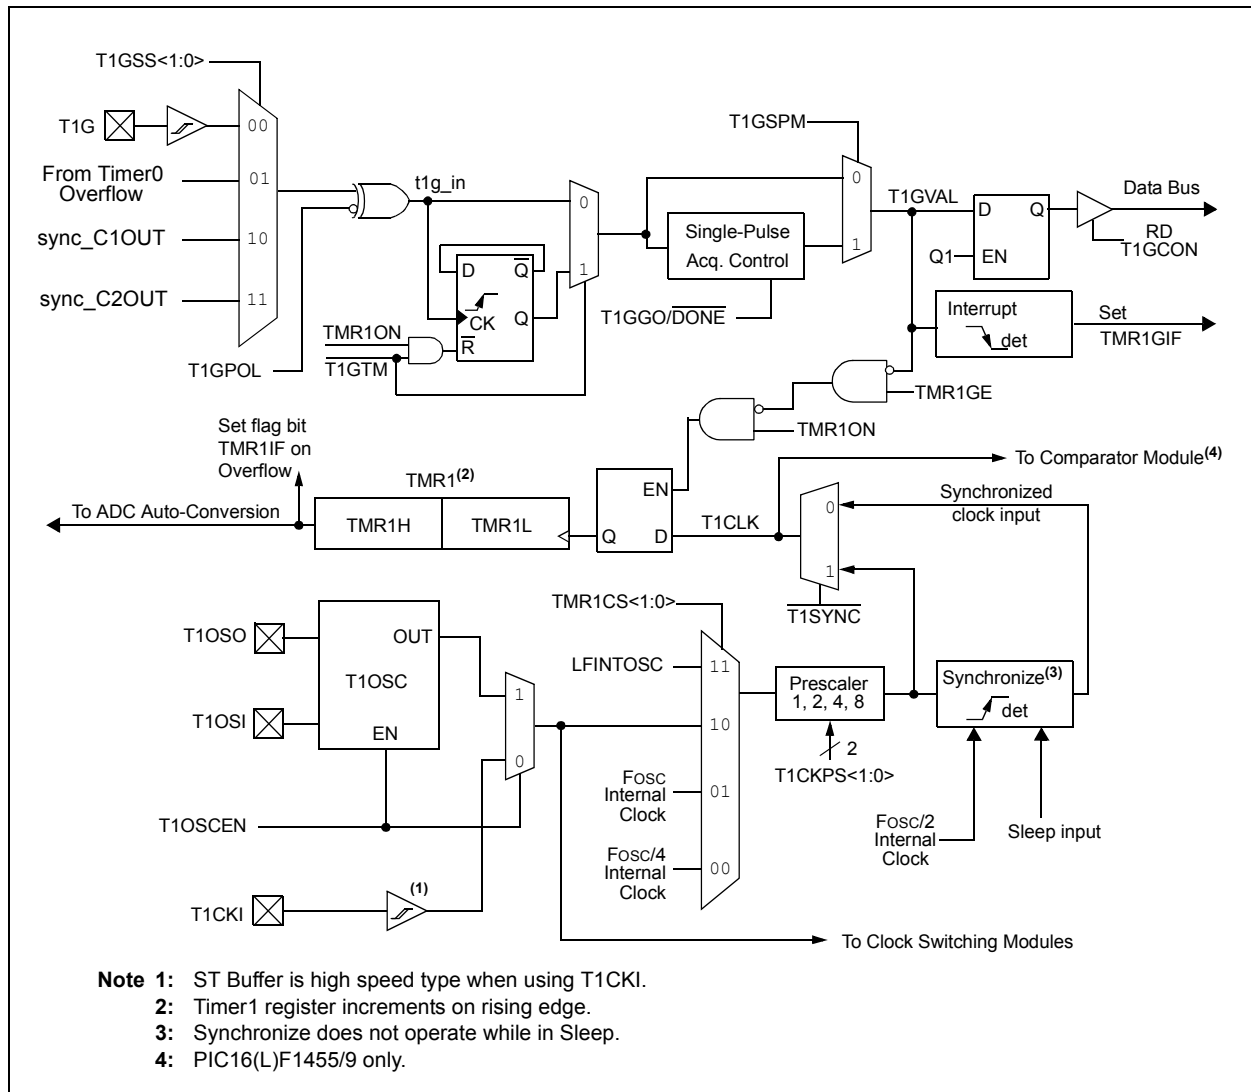 T1GSS<1:0>
T1G
00
From Timer0
Overflow
01
sync_C1OUT
10
sync_C2OUT
11
T1GPOL
t1g_in
D
Q
CK
Q
R
TMR1ON
T1GTM
0
1
T1GSPM
0
1
Single-Pulse
Acq. Control
T1GGO/DONE
T1GVAL
D
Q
Q1
EN
Data Bus
RD
T1GCON
Interrupt
det
Set
TMR1GIF
TMR1GE
TMR1ON
Set flag bit
TMR1IF on
Overflow
TMR1(2)
To ADC Auto-Conversion
TMR1H
TMR1L
EN
Q
D
T1CLK
To Comparator Module(4)
Synchronized
clock input
0
1
T1SYNC
T1OSO
T1OSI
OUT
T1OSC
EN
1
0
T1OSCEN
T1CKI
(1)
TMR1CS<1:0>
LFINTOSC
11
10
FOSC
Internal
Clock
01
FOSC/4
Internal
Clock
00
Prescaler
1, 2, 4, 8
2
T1CKPS<1:0>
Synchronize(3)
det
FOSC/2
Internal
Clock
Sleep input
To Clock Switching Modules
Note 1: ST Buffer is high speed type when using T1CKI.
2: Timer1 register increments on rising edge.
3: Synchronize does not operate while in Sleep.
4: PIC16(L)F1455/9 only.